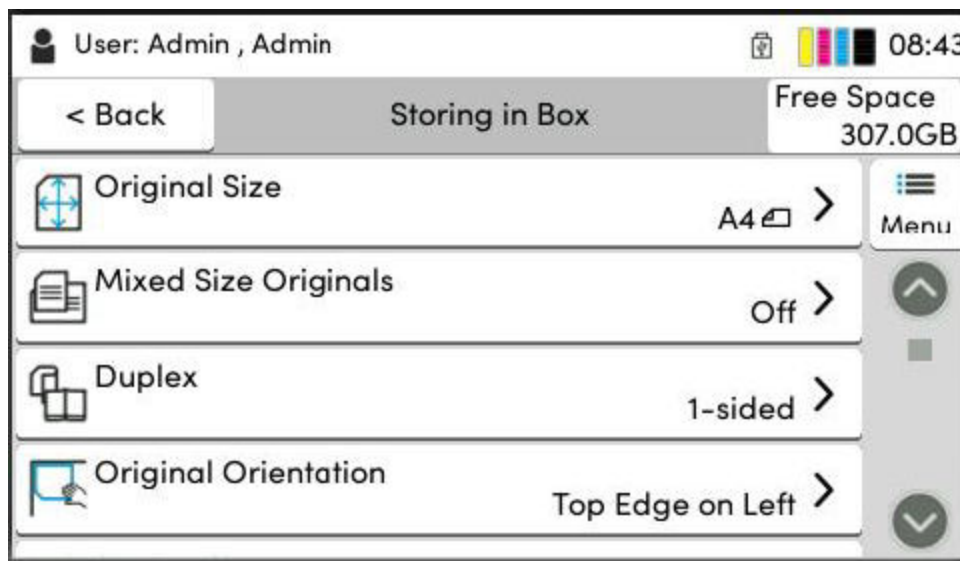 User: Admin , Admin
08:43
< Back
Storing in Box
Free Space
307.0GB
Original Size
A4
Menu
Mixed Size Originals
Off
Duplex
1-sided
Original Orientation
Top Edge on Left